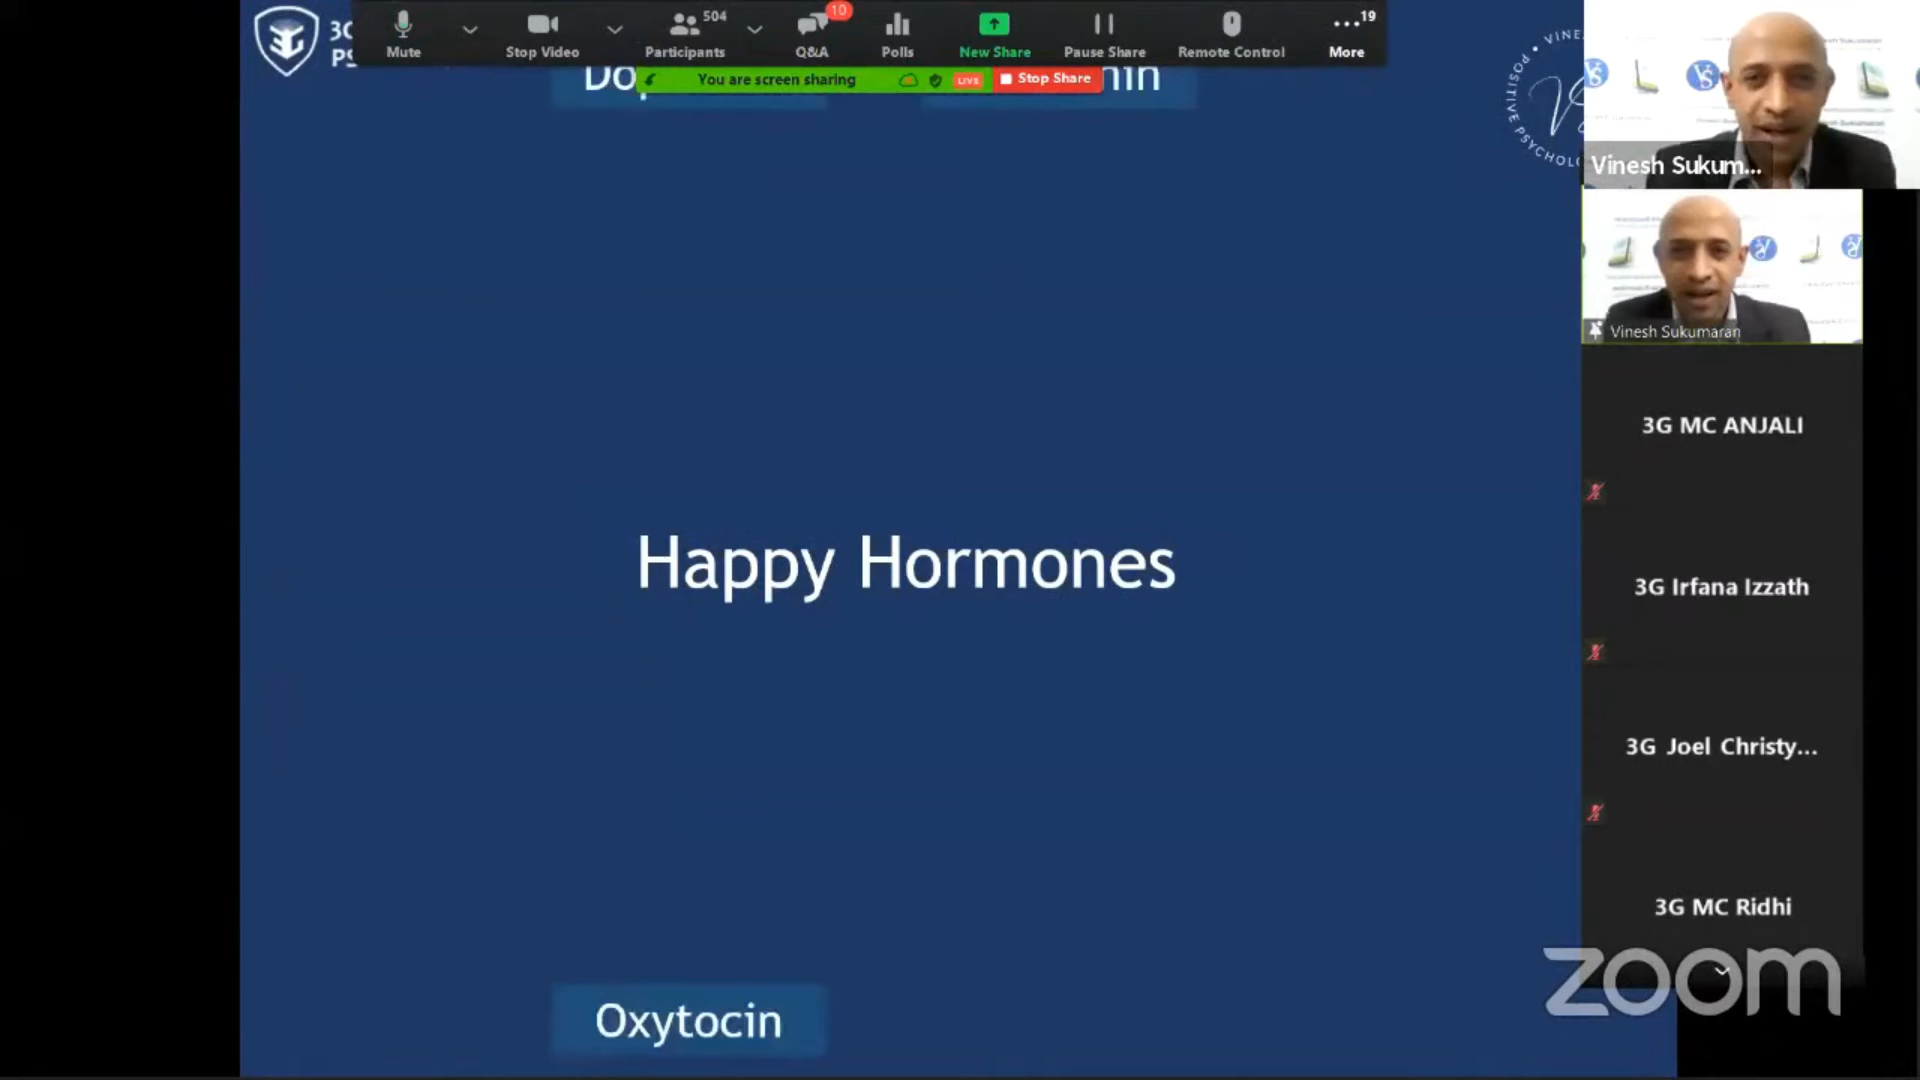 504
10
19
Mute
Stop Video
Participants
Q&A
Polls
New Share
Pause Share
Remote Control
More
You are screen sharing
LIVE
Stop Share
Vinesh Sukum...
Vinesh Sukumaran
3G MC ANJALI
3G Irfana Izzath
Happy Hormones
3G Joel Christy...
3G MC Ridhi
zoom
Oxytocin